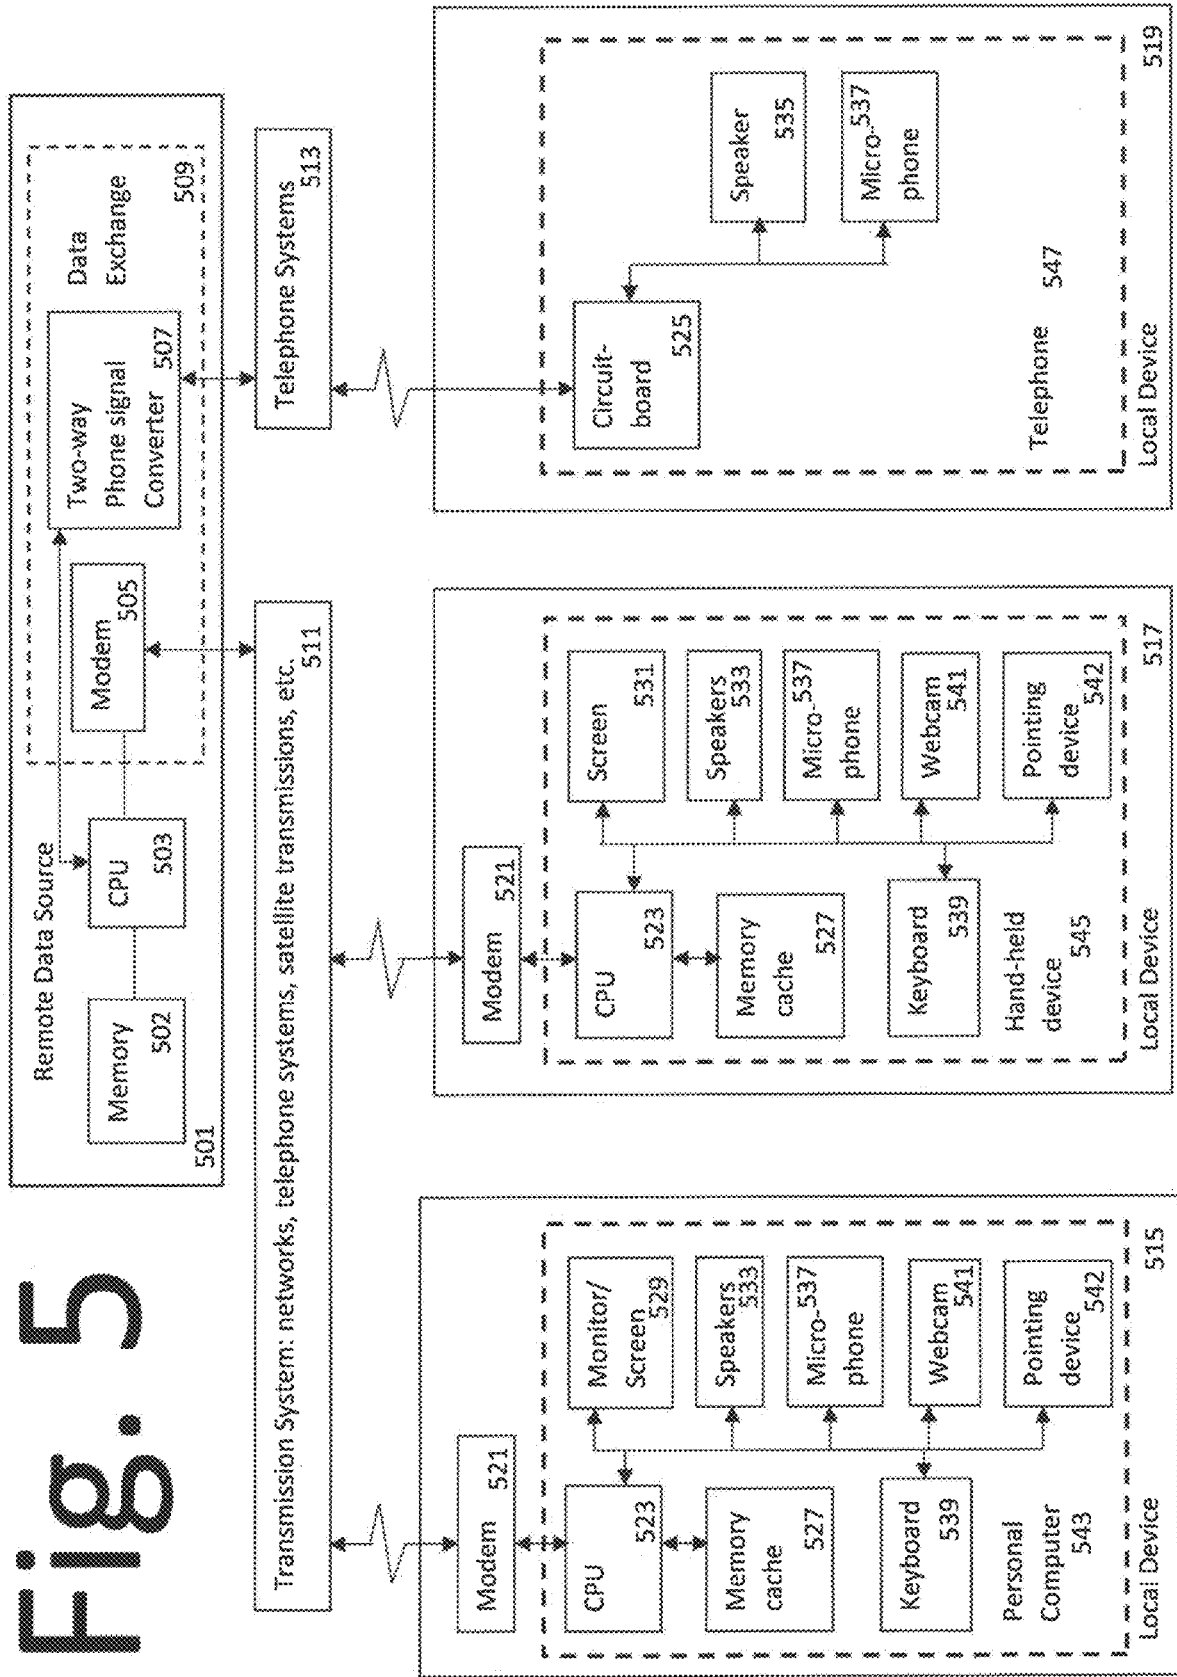 Fig. 5
Remote Data Source
Memory
502
501
CPU
503
Modem
505
Two-way
Phone signal
Converter
507
Data
Exchange
509
Transmission System: networks, telephone systems, satellite transmissions, etc.
511
Telephone Systems
513
Modem
521
CPU
523
Memory
cache
527
Keyboard
539
Monitor/
Screen
529
Speakers
533
Micro-
phone
537
Webcam
541
Pointing
device
542
Personal
Computer
543
Local Device
515
Modem
521
CPU
523
Memory
cache
527
Keyboard
539
Screen
531
Speakers
533
Micro-
phone
537
Webcam
541
Pointing
device
542
Hand-held
device
545
Local Device
517
Circuit-
board
525
Speaker
535
Micro-
phone
537
Telephone
547
Local Device
519